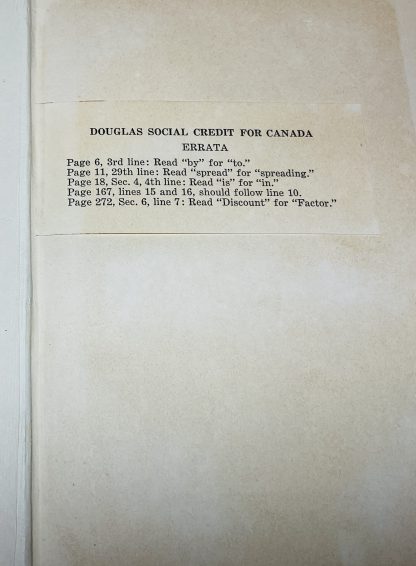 DOUGLAS SOCIAL CREDIT FOR CANADA
ERRATA
Page 6, 3rd line: Read “by” for “to.”
Page 11, 29th line: Read “spread” for “spreading.”
Page 18, Sec. 4, 4th line: Read “is” for “in.”
Page 167, lines 15 and 16, should follow line 10.
Page 272, Sec. 6, line 7: Read “Discount” for “Factor.”